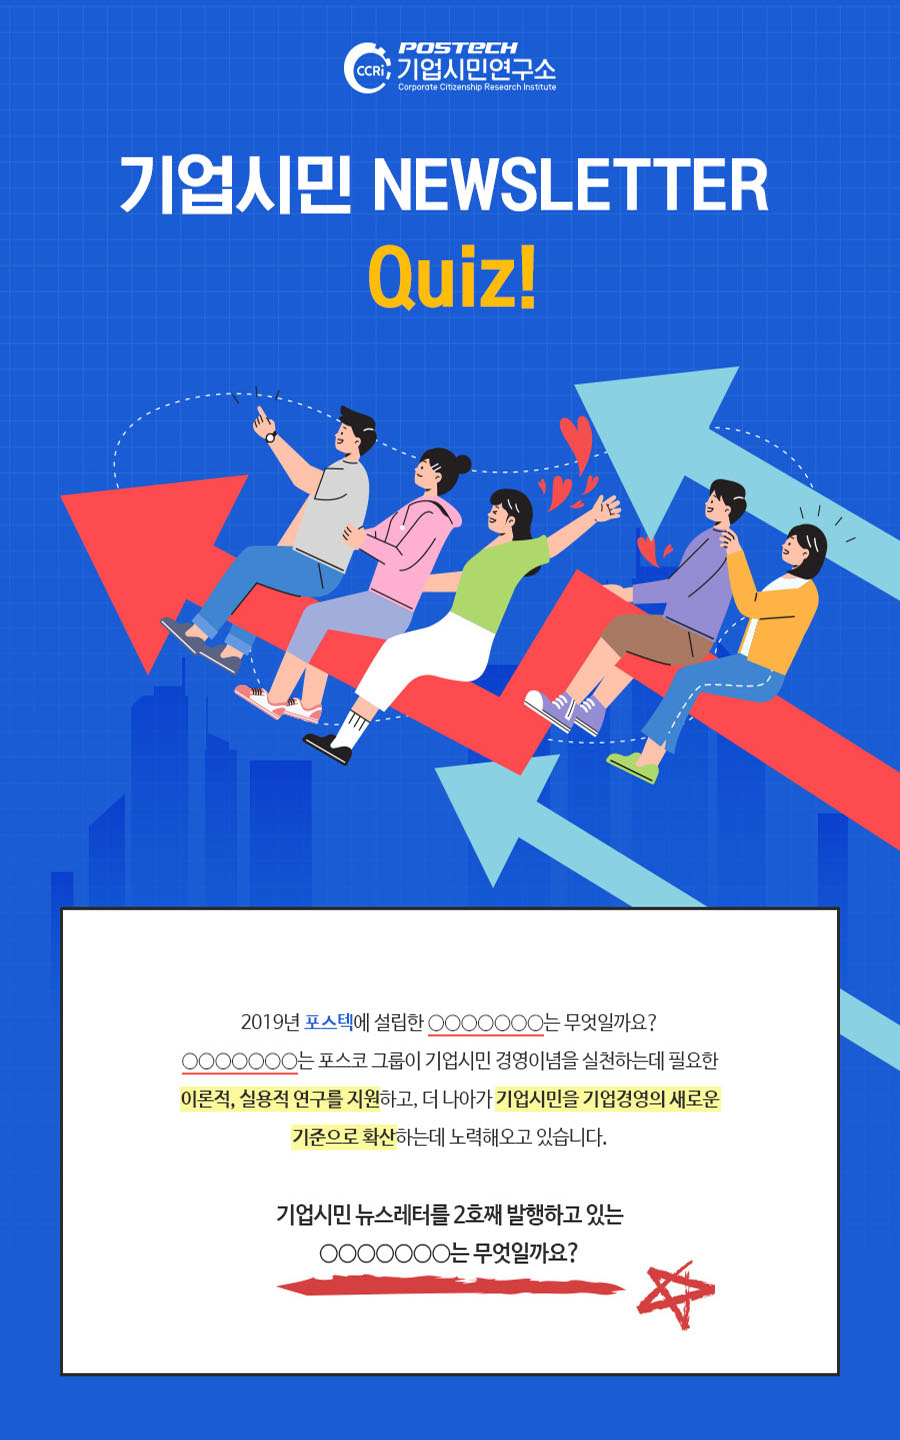 POSTECH
CCRi
기업시민연구소
Corporate Citizenship Research Institute
기업시민 NEWSLETTER
Quiz!
2019년 포스텍에 설립한 ○○○○○○○는 무엇일까요?
○○○○○○○는 포스코 그룹이 기업시민 경영이념을 실천하는데 필요한
이론적, 실용적 연구를 지원하고, 더 나아가 기업시민을 기업경영의 새로운
기준으로 확산하는데 노력해오고 있습니다.
기업시민 뉴스레터를 2호째 발행하고 있는
○○○○○○○는 무엇일까요?